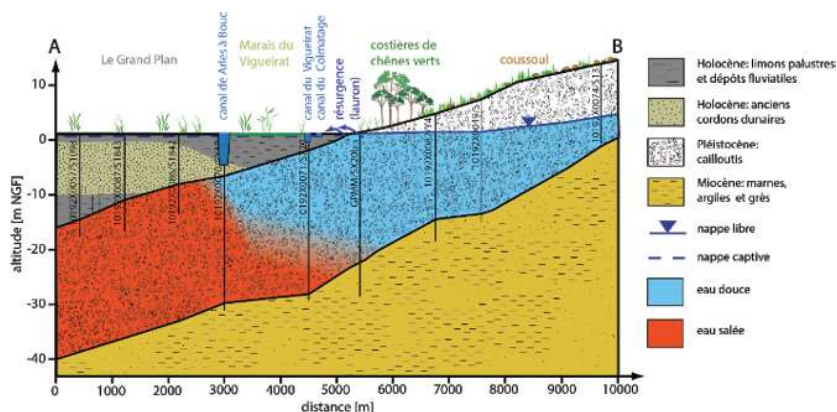 A
B
Le Grand Plan
canal de Arles à Bouc
Marais du
Vigueirat
canal du Vigueirat
canal du Colmatage
résurgence
(lauron)
costières de
chênes verts
coussoul
altitude [m NGF]
10
0
-10
-20
-30
-40
0
1000
2000
3000
4000
5000
6000
7000
8000
9000
10000
distance [m]
Holocène: limons palustres
et dépôts fluviatiles
Holocène: anciens
cordons dunaires
Pléistocène:
cailloutis
Miocène: marnes,
argiles et grès
nappe libre
nappe captive
eau douce
eau salée